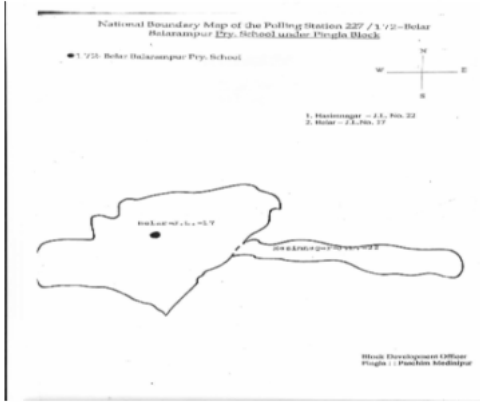 National Boundary Map of the Polling Station 227 / 172-Belar
Balarampur Pry. School under Pingla Block
172- Belar Balarampur Pry. School
N
W E
S
1. Hasimnagar - J.L. No. 22
2. Belar - J.L.No. 17
Block Development Officer
Pingla : : Paschim Medinipur